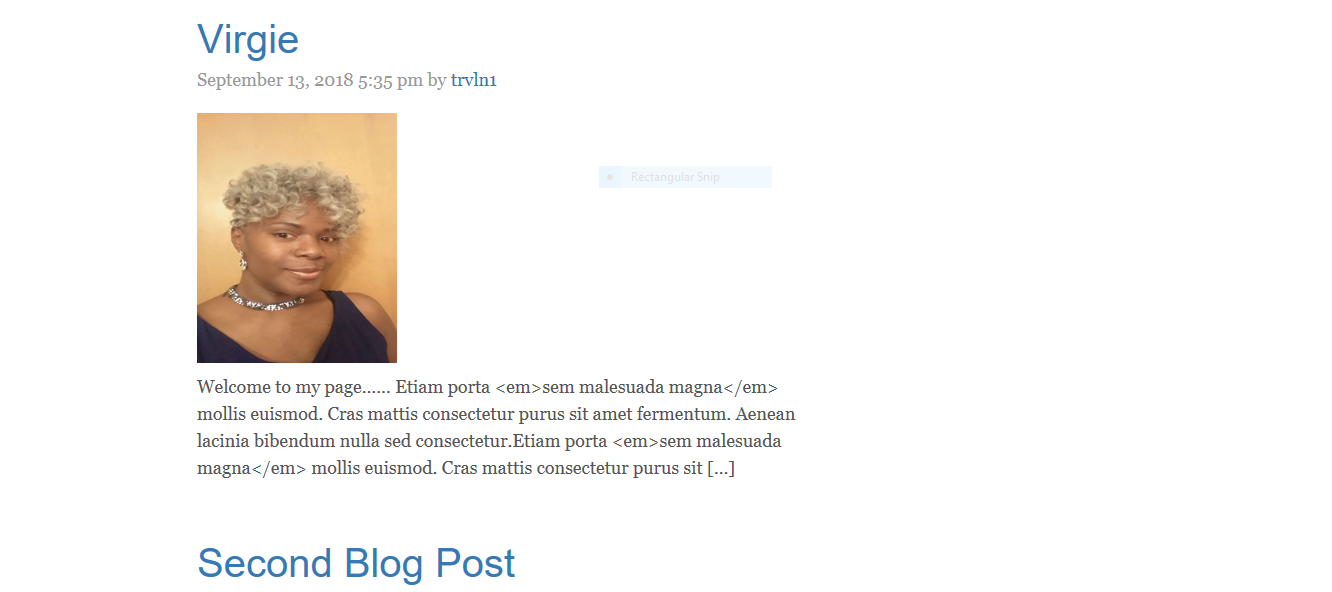 Virgie
September 13, 2018 5:35 pm by trvln1
Rectangular Snip
Welcome to my page…… Etiam porta <em>sem malesuada magna</em>
mollis euismod. Cras mattis consectetur purus sit amet fermentum. Aenean
lacinia bibendum nulla sed consectetur.Etiam porta <em>sem malesuada
magna</em> mollis euismod. Cras mattis consectetur purus sit […]
Second Blog Post